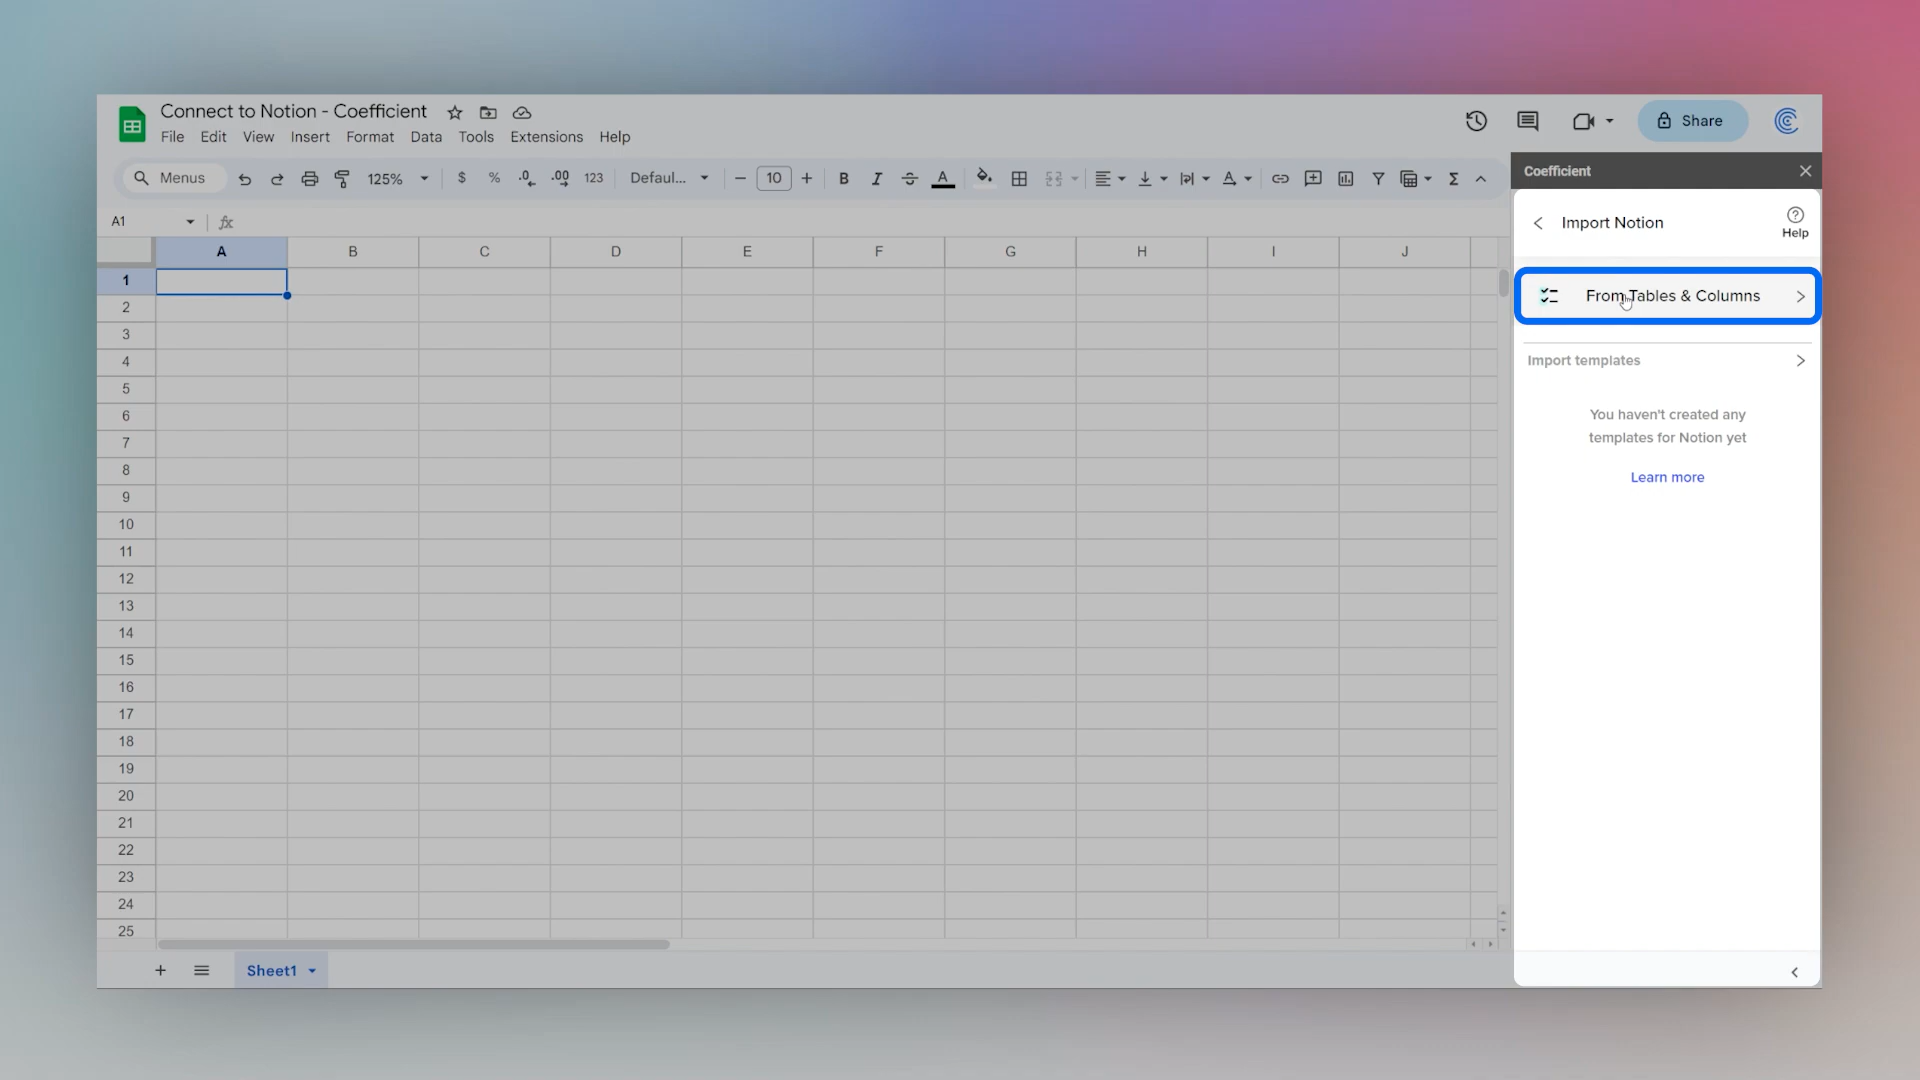 Connect to Notion - Coefficient
File Edit View Insert Format Data Tools Extensions Help
Share
Menus 125% $ % .0 .00 123 Defaul... 10 B I A
A1 fx
A B C D E F G H I J
1
2
3
4
5
6
7
8
9
10
11
12
13
14
15
16
17
18
19
20
21
22
23
24
25
Sheet1
Coefficient
Import Notion
Help
From Tables & Columns
Import templates
You haven't created any
templates for Notion yet
Learn more